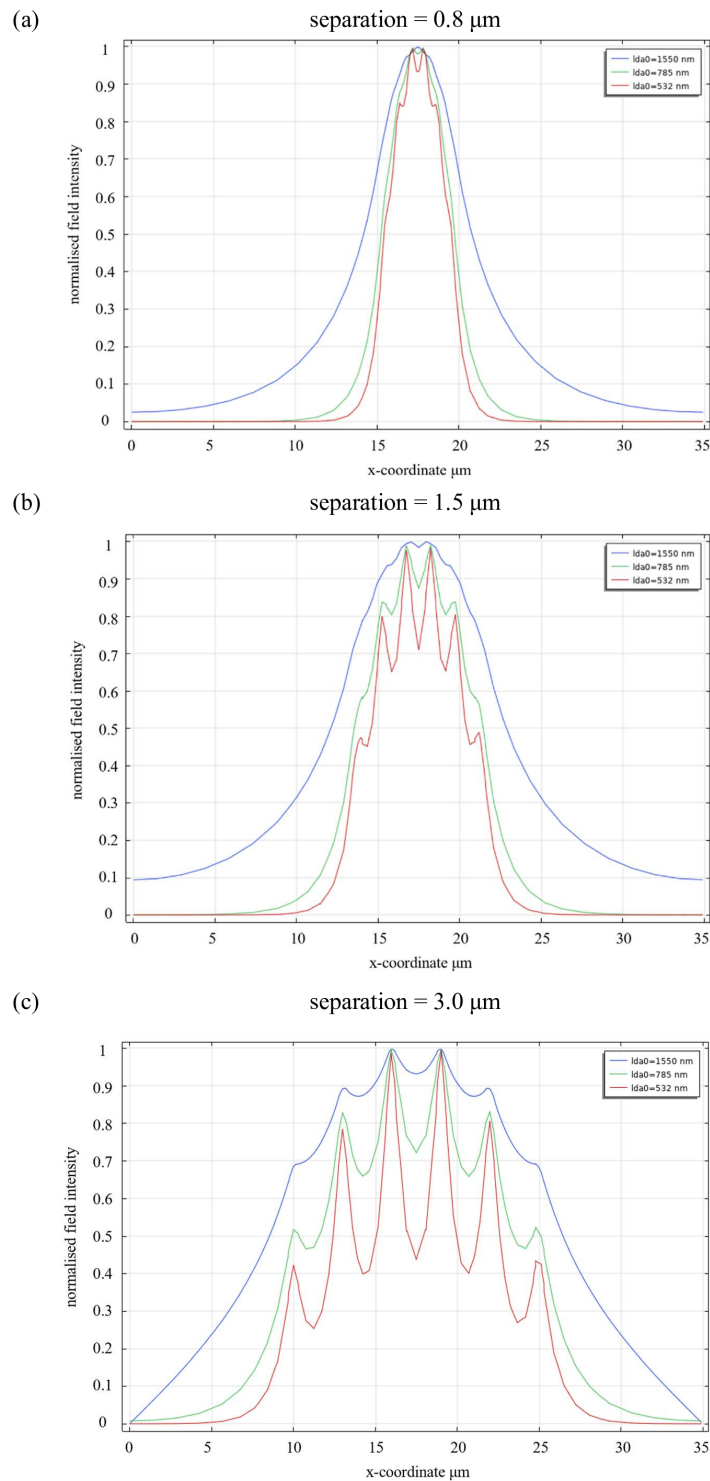 (a)
separation = 0.8 μm
1
0.9
0.8
0.7
0.6
0.5
0.4
0.3
0.2
0.1
0
normalised field intensity
lda0=1550 nm
lda0=785 nm
lda0=532 nm
0 5 10 15 20 25 30 35
x-coordinate μm
(b)
separation = 1.5 μm
1
0.9
0.8
0.7
0.6
0.5
0.4
0.3
0.2
0.1
0
normalised field intensity
lda0=1550 nm
lda0=785 nm
lda0=532 nm
0 5 10 15 20 25 30 35
x-coordinate μm
(c)
separation = 3.0 μm
1
0.9
0.8
0.7
0.6
0.5
0.4
0.3
0.2
0.1
0
normalised field intensity
lda0=1550 nm
lda0=785 nm
lda0=532 nm
0 5 10 15 20 25 30 35
x-coordinate μm